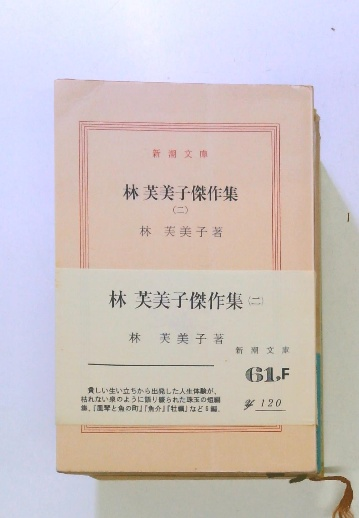 新潮文庫
林芙美子傑作集
(二)
林 芙美子著
林 芙美子傑作集(二)
林 芙美子著
新潮文庫
61,F
¥120
貧しい生い立ちから出発した人生体験が、
枯れない泉のように語り盛られた珠玉の短編
集。『風琴と魚の町』『魚介』『牡蠣』など6編。